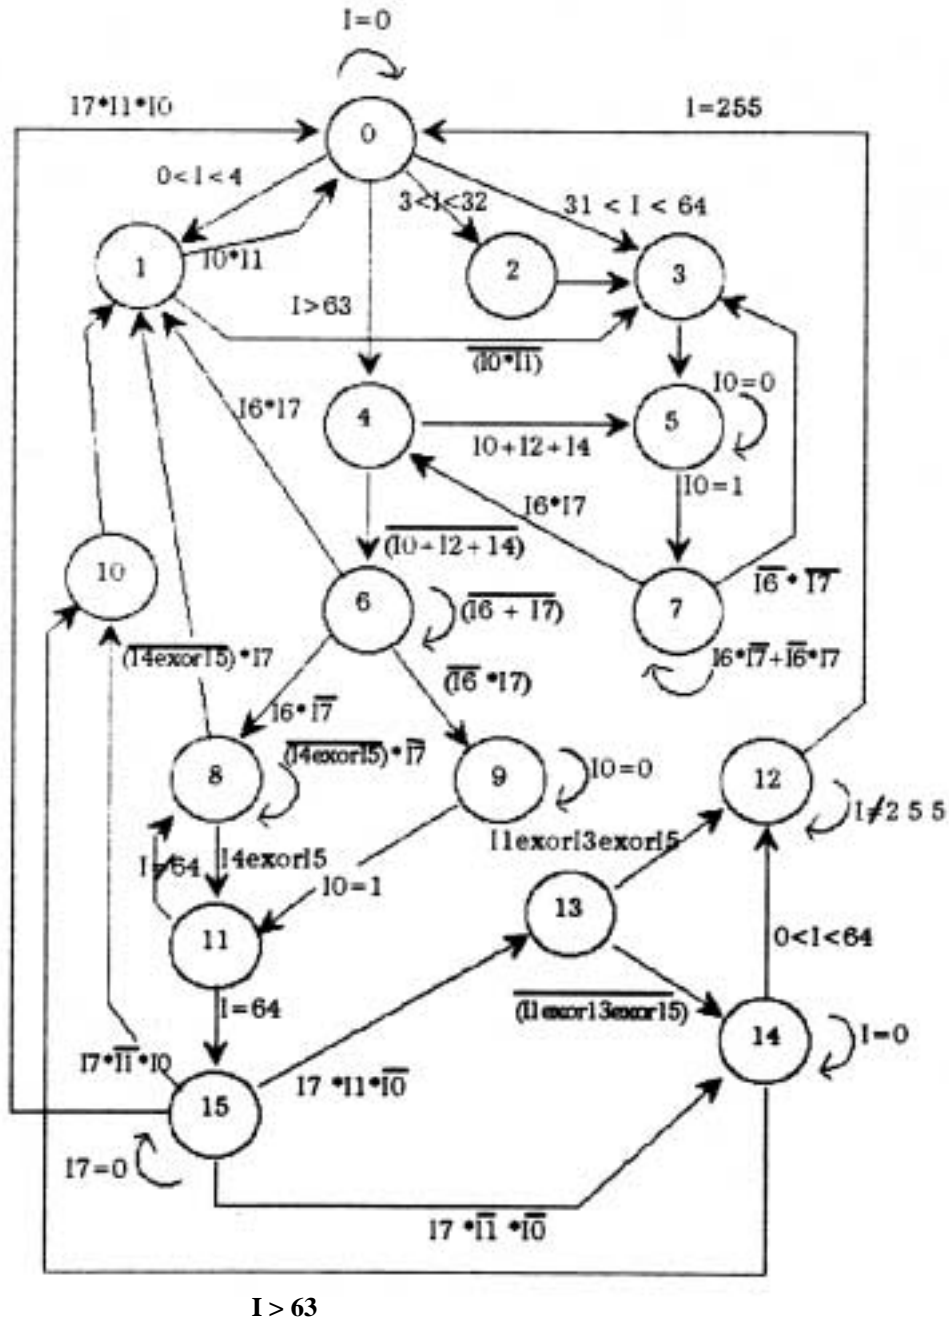 I=0
I7*I1*I0
I=255
0
0<I<4
3<I<32
31 < I < 64
1
I0*I1
2
3
I>63
(I0*I1)
I0=0
I6*I7
4
5
I0+I2+I4
I0=1
I6*I7
(I0+I2+I4)
10
6
(I6 + I7)
7
I6 * I7
(I4exorI5)*I7
(I6 *I7)
I6*I7+I6*I7
I6*I7
8
(I4exorI5)*I7
9
I0=0
12
I≠255
I1exorI3exorI5
I≠64
I4exorI5
I0=1
13
11
0<I<64
I=64
(I1exorI3exorI5)
14
I=0
I7*I1*I0
I7 *I1*I0
15
I7=0
I7 *I1 *I0
I > 63